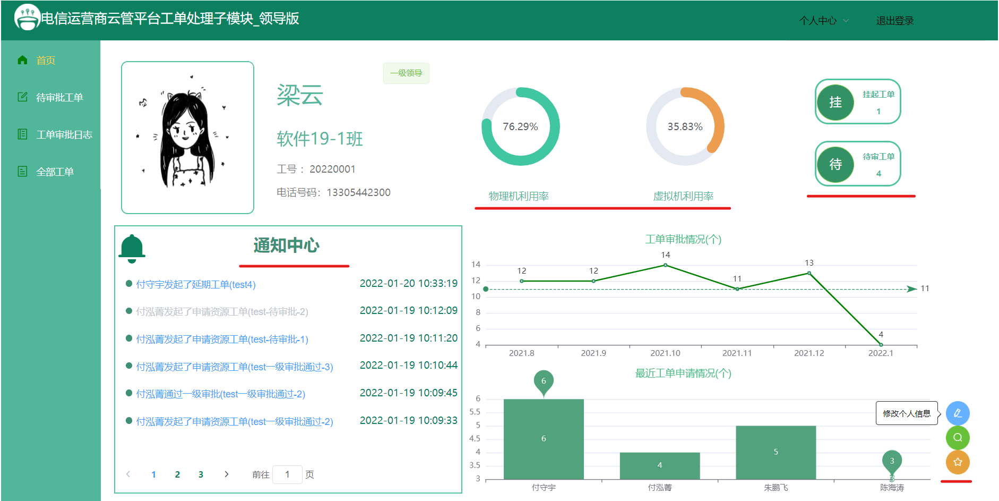 电信运营商云管平台工单处理子模块_领导版
个人中心
退出登录
首页
待审批工单
工单审批日志
全部工单
一级领导
梁云
软件19-1班
工号：20220001
电话号码：13305442300
76.29%
物理机利用率
35.83%
虚拟机利用率
挂
挂起工单
1
待
待审工单
4
通知中心
付守宇发起了延期工单(test4) 2022-01-20 10:33:19
付泓菁发起了申请资源工单(test-待审批-2) 2022-01-19 10:12:09
付泓菁发起了申请资源工单(test-待审批-1) 2022-01-19 10:11:20
付泓菁发起了申请资源工单(test一级审批通过-3) 2022-01-19 10:10:44
付泓菁通过一级审批(test一级审批通过-2) 2022-01-19 10:09:45
付泓菁发起了申请资源工单(test一级审批通过-2) 2022-01-19 10:09:33
1 2 3 前往 1 页
工单审批情况(个)
14
12
10
8
6
4
12
12
14
11
13
4
11
2021.8 2021.9 2021.10 2021.11 2021.12 2022.1
最近工单申请情况(个)
6
5.5
5
4.5
4
3.5
3
6
6
4
5
3
3
付守宇 付泓菁 朱鹏飞 陈海涛
修改个人信息